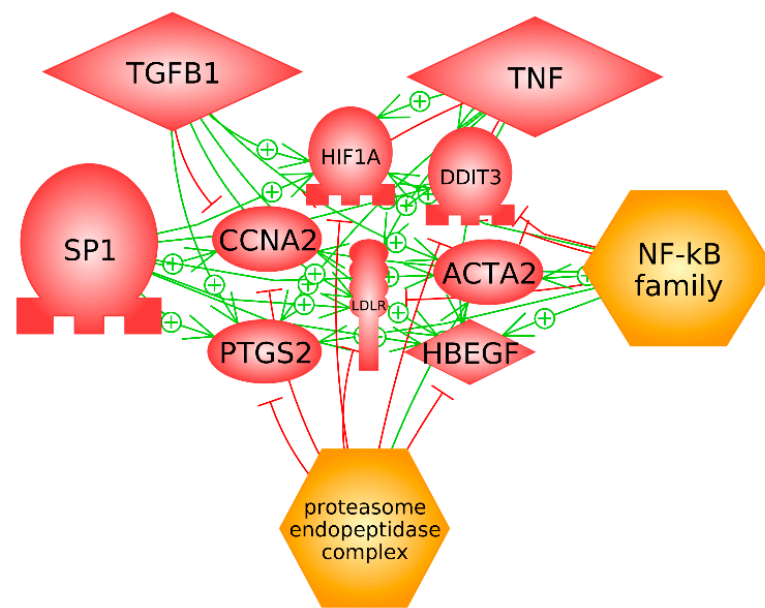 TGFB1
TNF
HIF1A
DDIT3
SP1
CCNA2
LDLR
ACTA2
NF-kB
family
PTGS2
HBEGF
proteasome
endopeptidase
complex